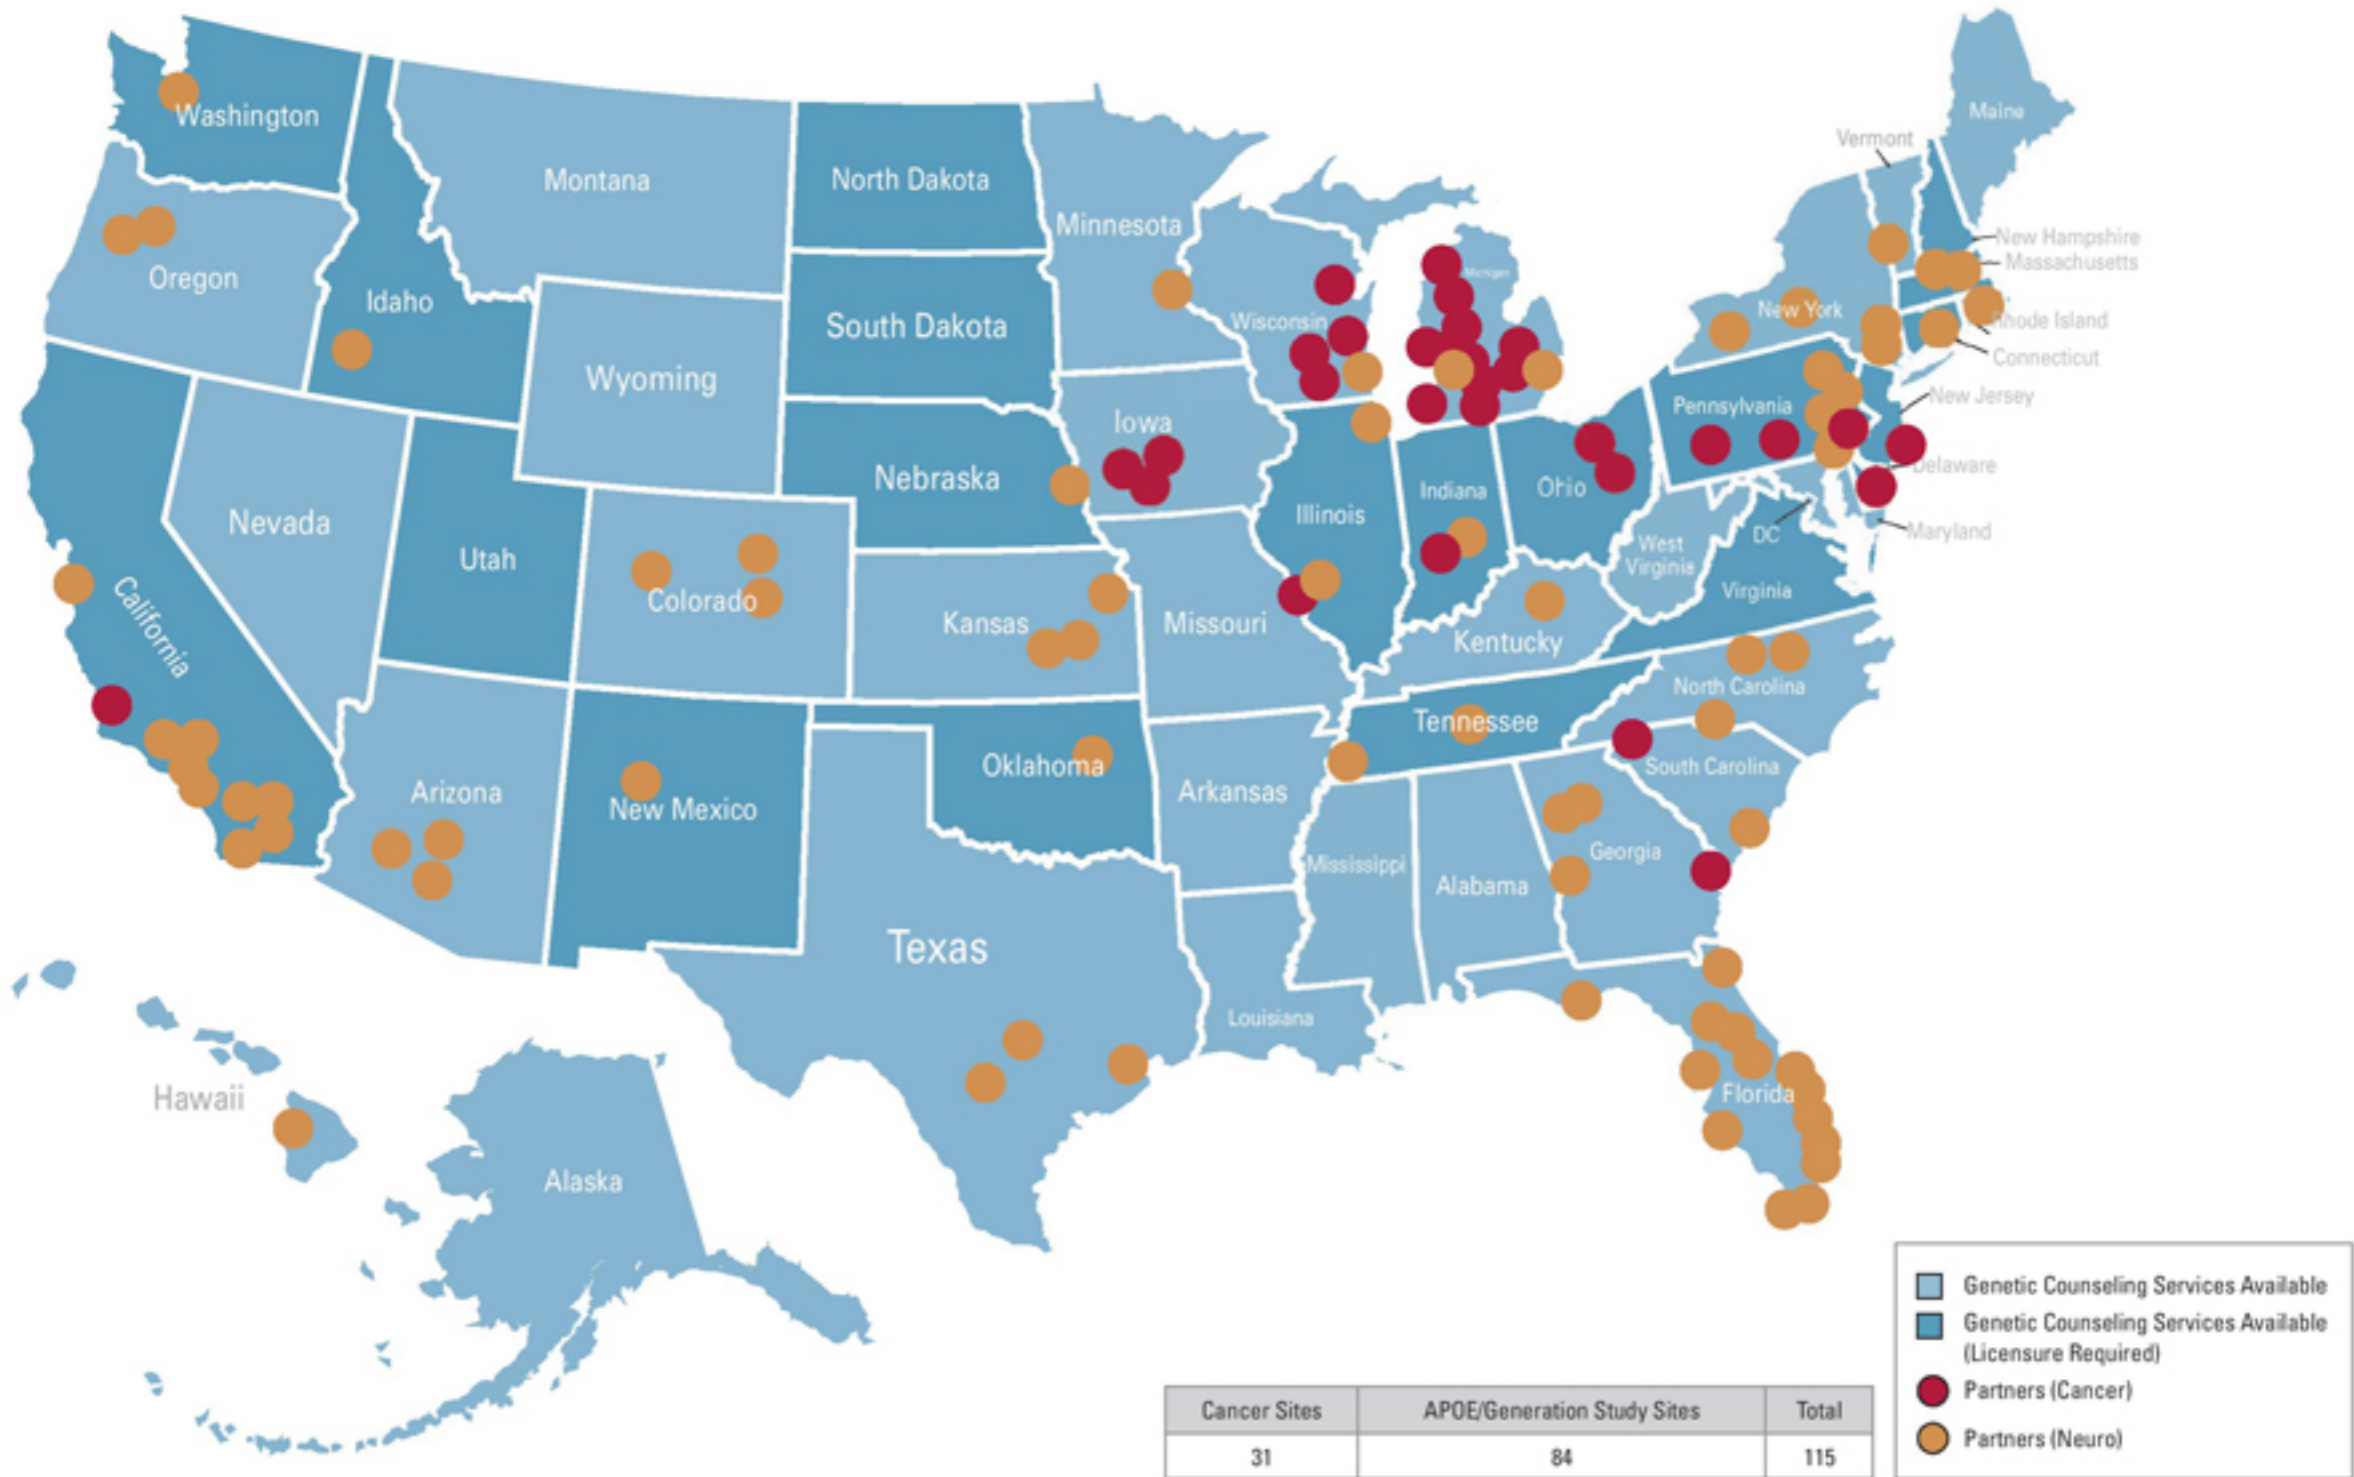 Washington
Oregon
Idaho
Montana
North Dakota
Minnesota
South Dakota
Wyoming
Wisconsin
Michigan
Vermont
Maine
New Hampshire
Massachusetts
New York
Rhode Island
Connecticut
New Jersey
Pennsylvania
Delaware
Maryland
DC
Nevada
Utah
California
Colorado
Nebraska
Iowa
Illinois
Indiana
Ohio
West
Virginia
Virginia
Kansas
Missouri
Kentucky
North Carolina
Tennessee
South Carolina
Arizona
New Mexico
Oklahoma
Arkansas
Mississippi
Alabama
Georgia
Texas
Louisiana
Florida
Hawaii
Alaska
Genetic Counseling Services Available
Genetic Counseling Services Available
(Licensure Required)
Partners (Cancer)
Partners (Neuro)
Cancer Sites APOE/Generation Study Sites Total
31 84 115